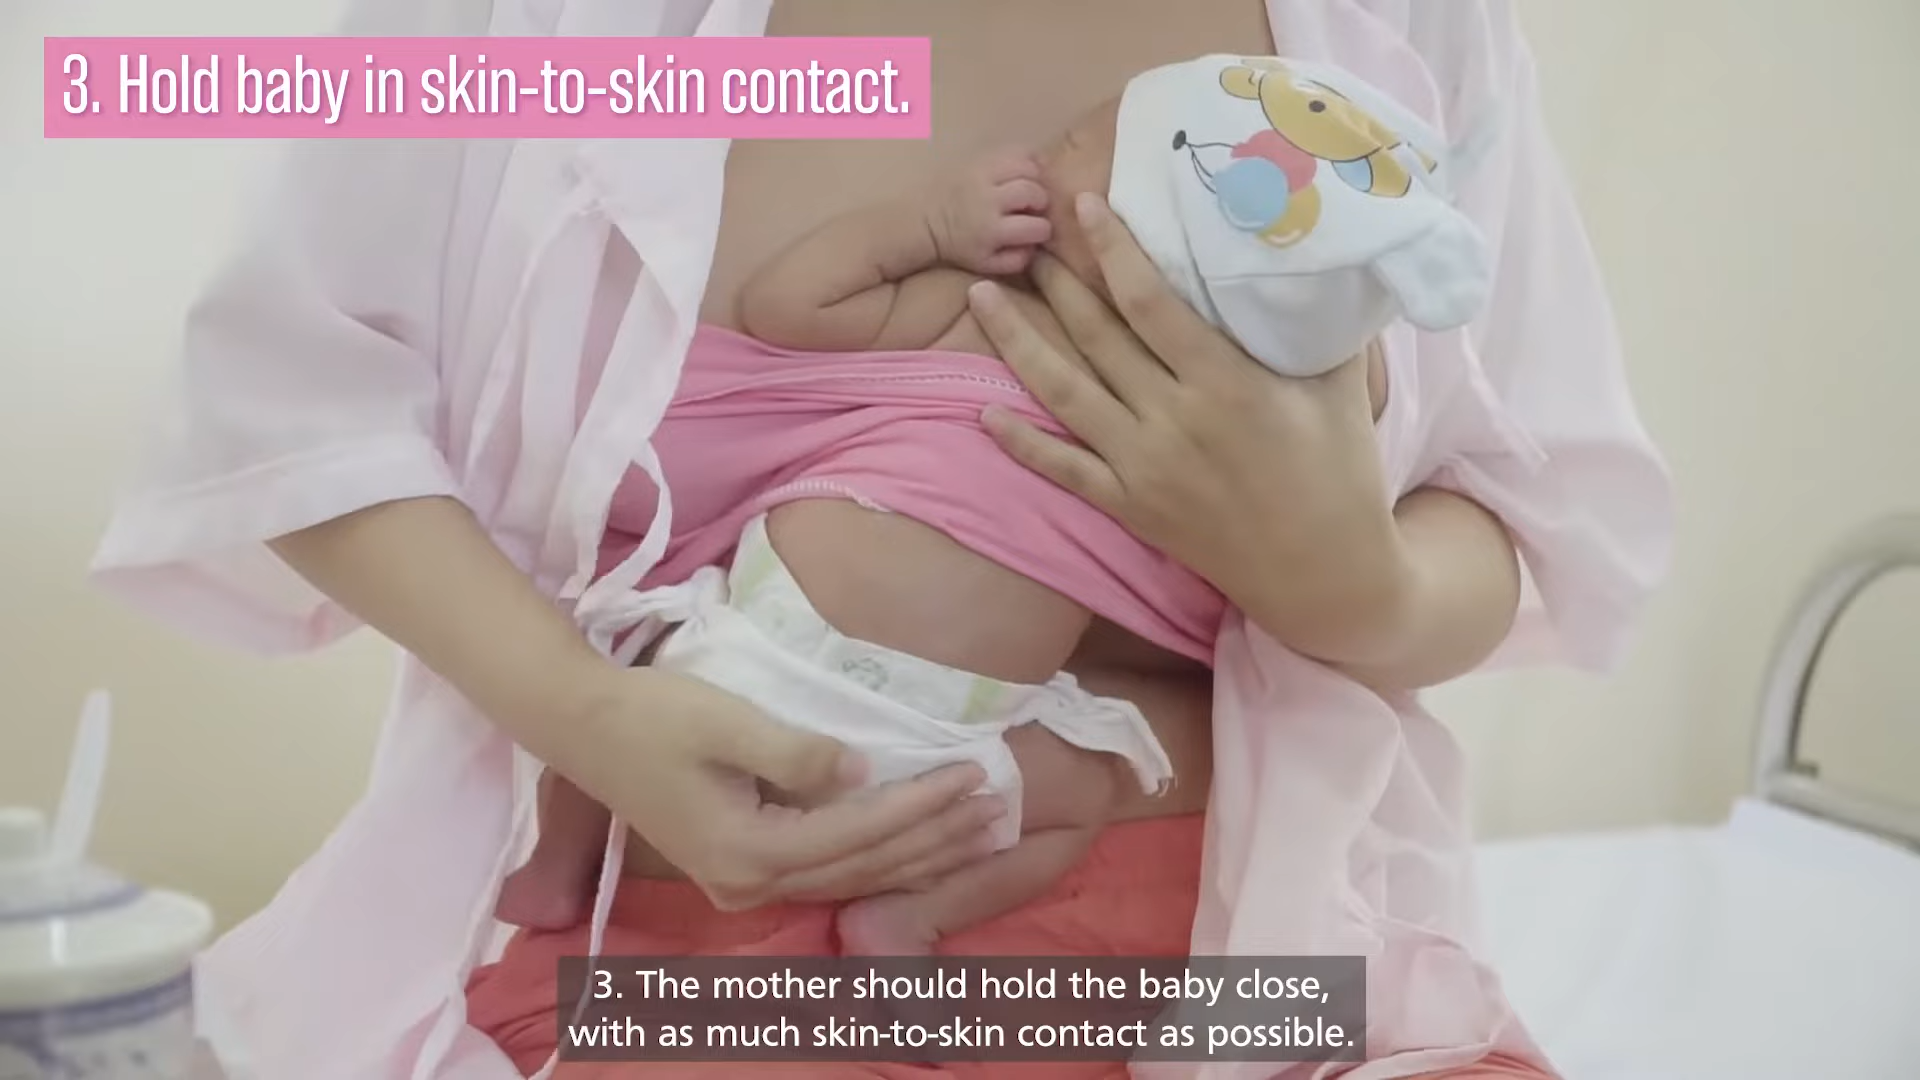 3. Hold baby in skin-to-skin contact.
3. The mother should hold the baby close,
with as much skin-to-skin contact as possible.